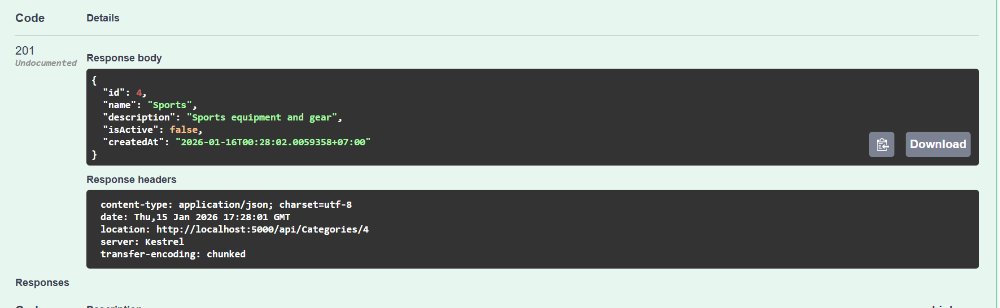 Code Details
201
Undocumented
Response body
{
  "id": 4,
  "name": "Sports",
  "description": "Sports equipment and gear",
  "isActive": false,
  "createdAt": "2026-01-16T00:28:02.0059358+07:00"
}
Download
Response headers
content-type: application/json; charset=utf-8
date: Thu,15 Jan 2026 17:28:01 GMT
location: http://localhost:5000/api/Categories/4
server: Kestrel
transfer-encoding: chunked
Responses